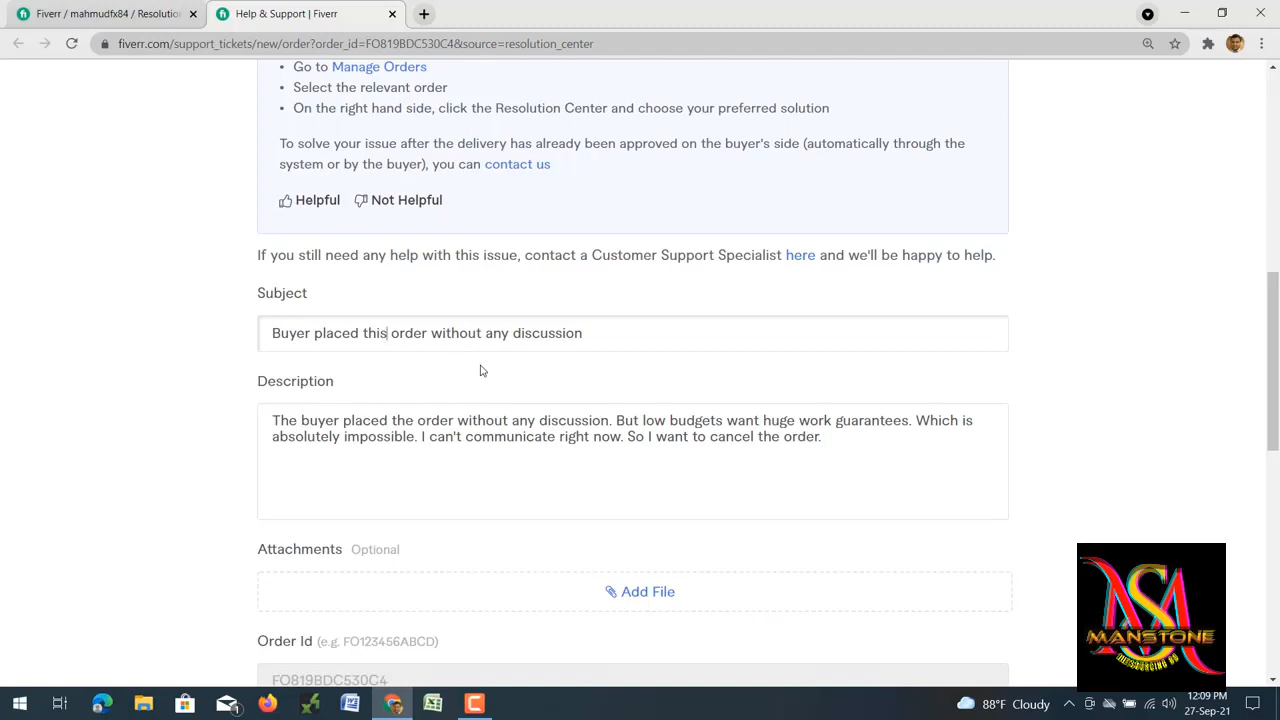 Fiverr / mahmudfx84 / Resolution
Help & Support | Fiverr
fiverr.com/support_tickets/new/order?order_id=FO819BDC530C4&source=resolution_center
• Go to Manage Orders
• Select the relevant order
• On the right hand side, click the Resolution Center and choose your preferred solution
To solve your issue after the delivery has already been approved on the buyer's side (automatically through the
system or by the buyer), you can contact us
Helpful Not Helpful
If you still need any help with this issue, contact a Customer Support Specialist here and we'll be happy to help.
Subject
Buyer placed this order without any discussion
Description
The buyer placed the order without any discussion. But low budgets want huge work guarantees. Which is
absolutely impossible. I can't communicate right now. So I want to cancel the order.
Attachments Optional
Add File
Order Id (e.g. FO123456ABCD)
FO819BDC530C4
MANSTONE
88°F Cloudy
12:09 PM
27-Sep-21